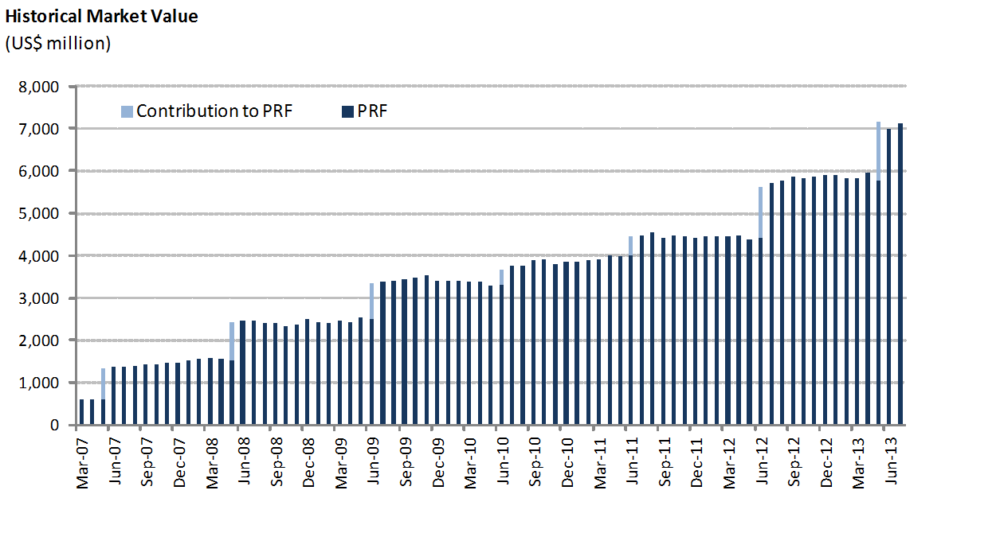 Historical Market Value
(US$ million)
8,000
Contribution to PRF PRF
7,000
6,000
5,000
4,000
3,000
2,000
1,000
0
Mar-07 Jun-07 Sep-07 Dec-07 Mar-08 Jun-08 Sep-08 Dec-08 Mar-09 Jun-09 Sep-09 Dec-09 Mar-10 Jun-10 Sep-10 Dec-10 Mar-11 Jun-11 Sep-11 Dec-11 Mar-12 Jun-12 Sep-12 Dec-12 Mar-13 Jun-13